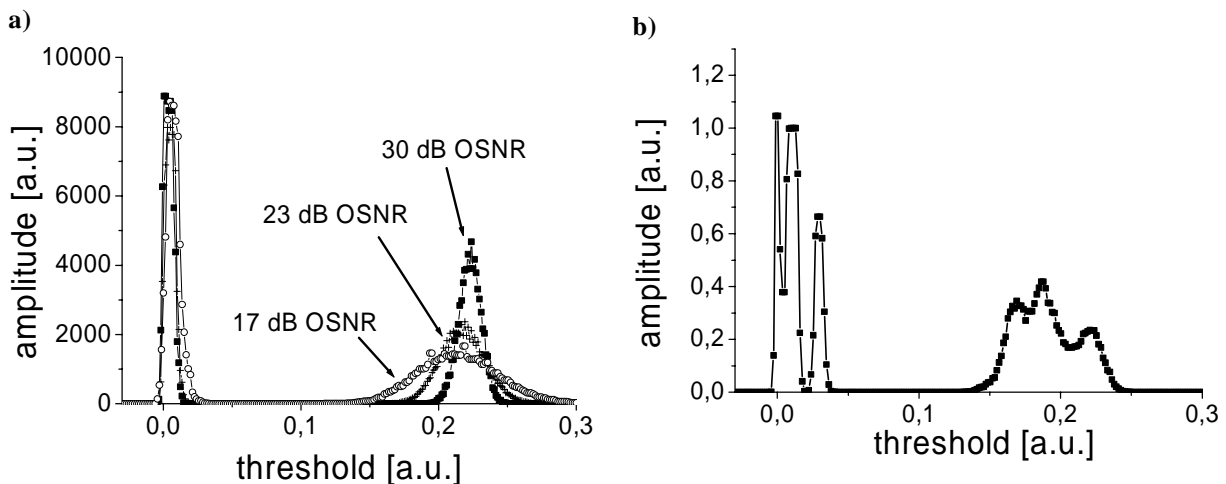 a)
10000
8000
6000
4000
2000
0
amplitude [a.u.]
30 dB OSNR
23 dB OSNR
17 dB OSNR
0,0
0,1
0,2
0,3
threshold [a.u.]
b)
1,2
1,0
0,8
0,6
0,4
0,2
0,0
amplitude [a.u.]
0,0
0,1
0,2
0,3
threshold [a.u.]